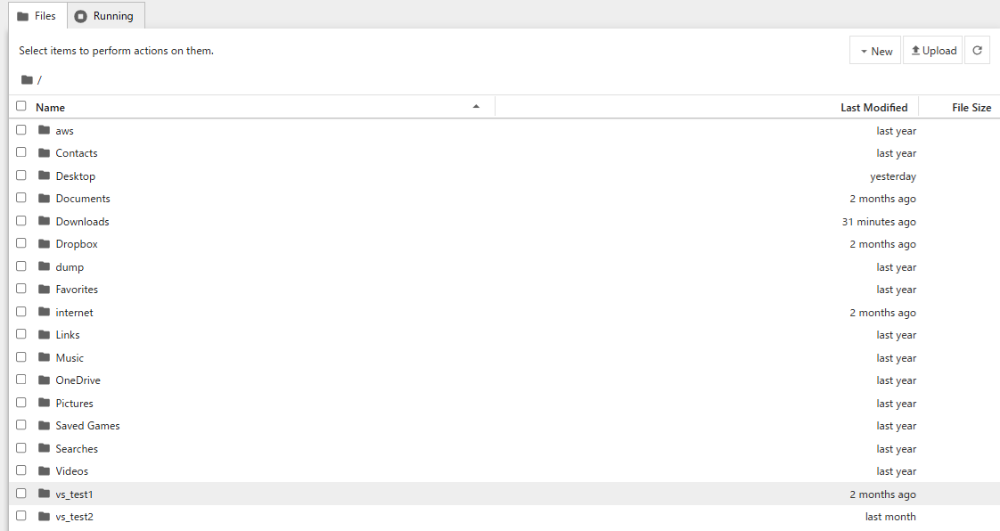 Files Running
Select items to perform actions on them. New Upload
/
Name Last Modified File Size
aws last year
Contacts last year
Desktop yesterday
Documents 2 months ago
Downloads 31 minutes ago
Dropbox 2 months ago
dump last year
Favorites last year
internet 2 months ago
Links last year
Music last year
OneDrive last year
Pictures last year
Saved Games last year
Searches last year
Videos last year
vs_test1 2 months ago
vs_test2 last month